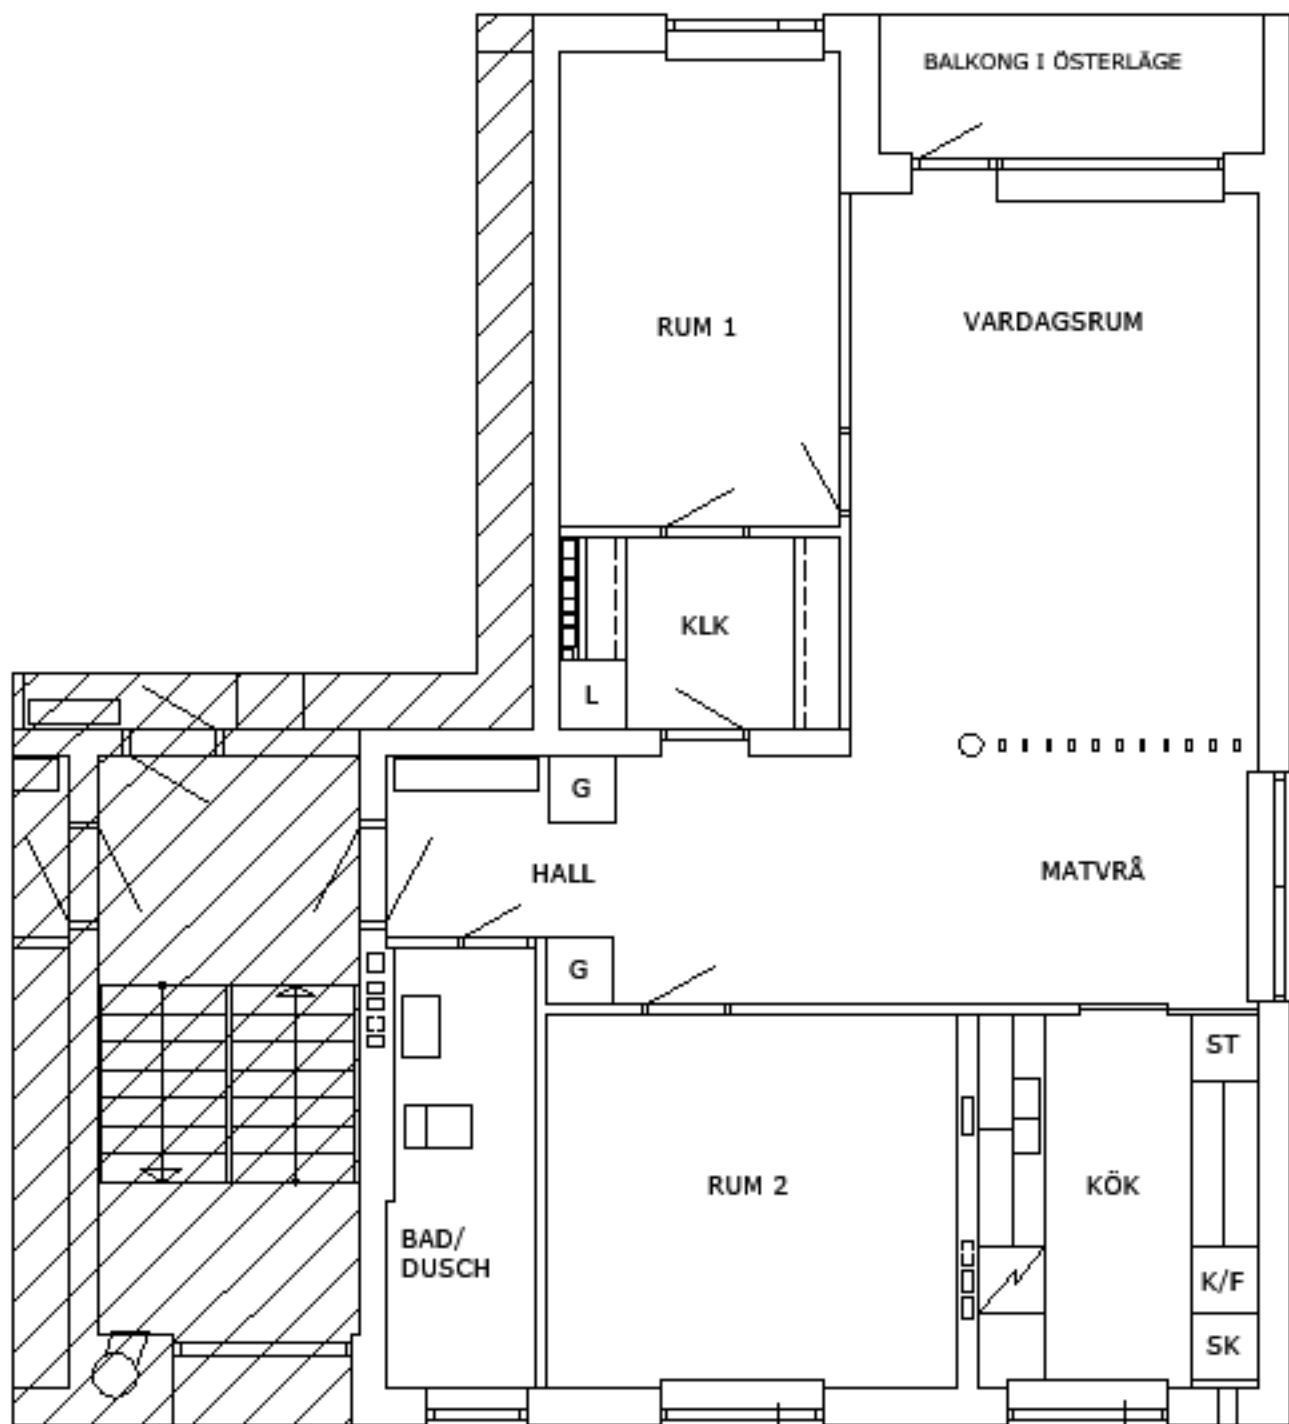 BALKONG I ÖSTERLÄGE
RUM 1
VARDAGSRUM
KLK
L
G
HALL
MATVRÅ
G
ST
RUM 2
KÖK
BAD/
DUSCH
K/F
SK